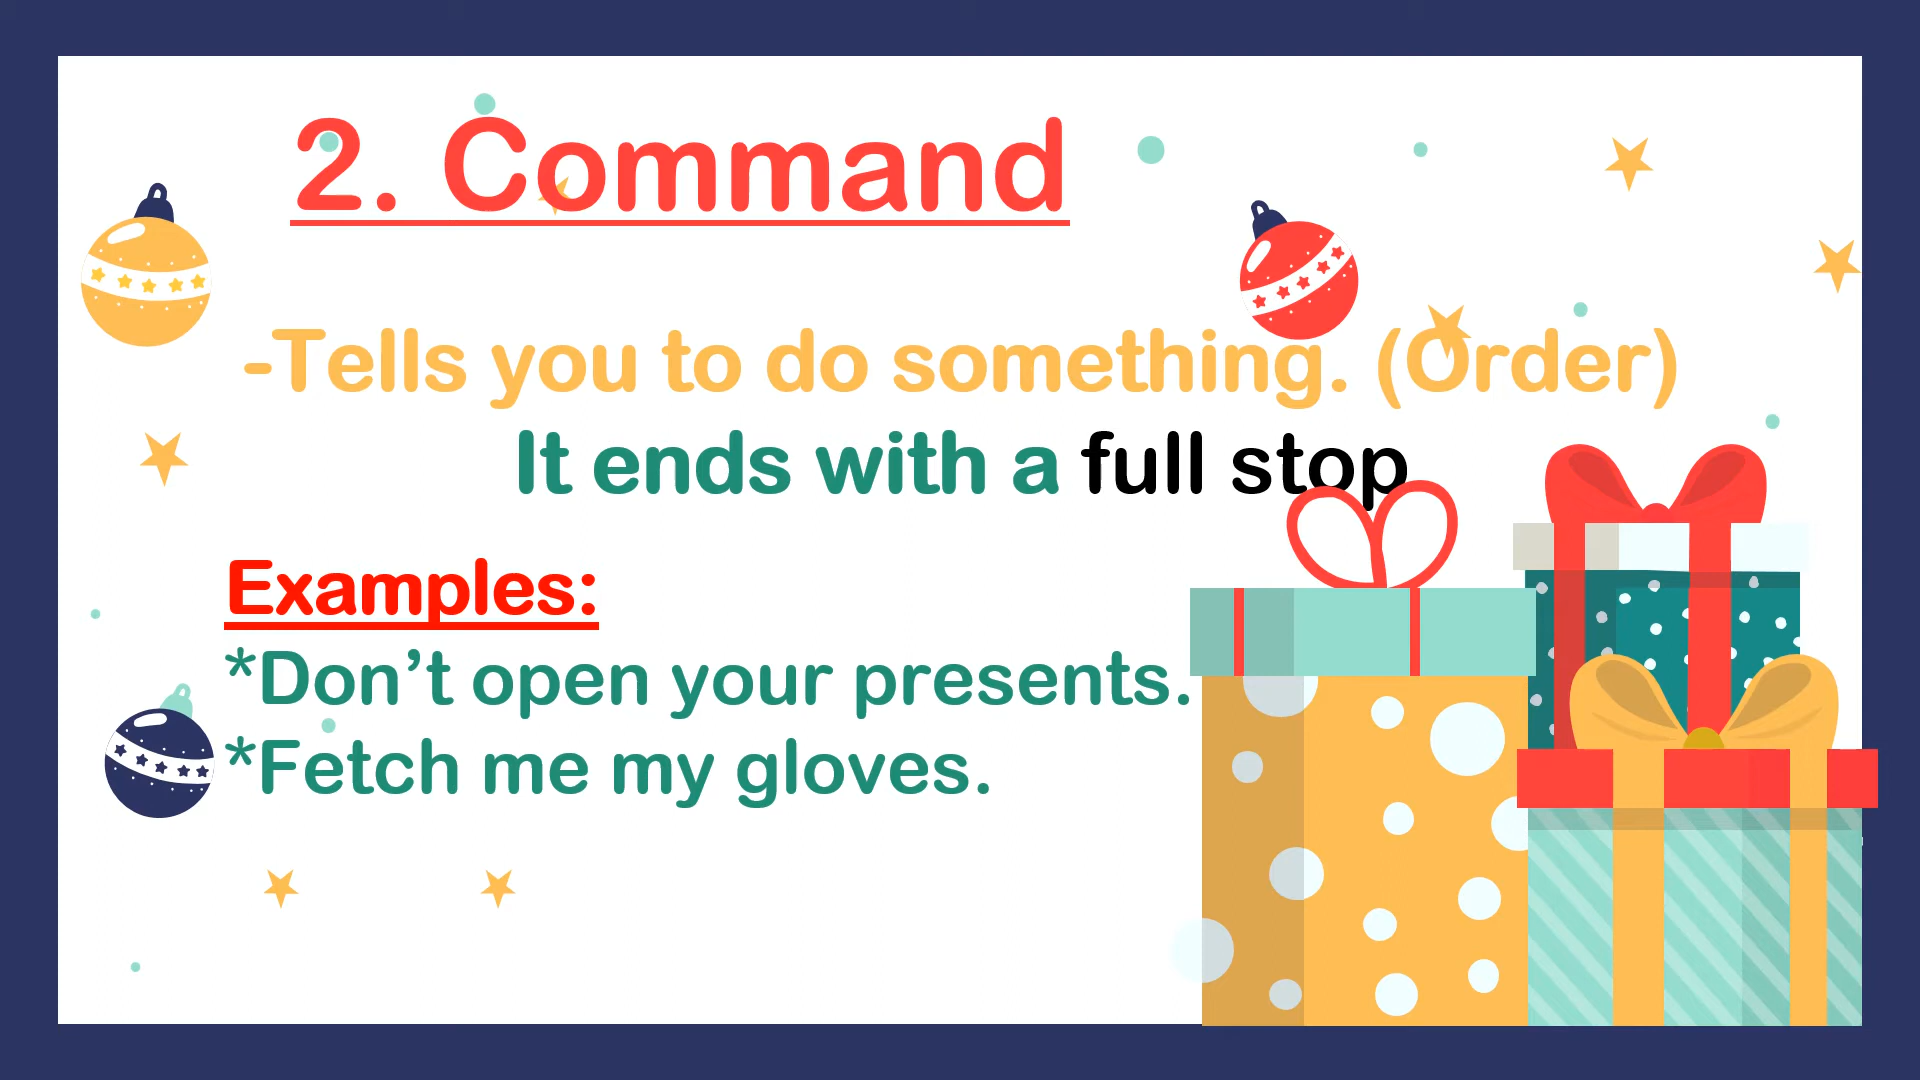 2. Command
-Tells you to do something. (Order)
It ends with a full stop
Examples:
*Don’t open your presents.
*Fetch me my gloves.